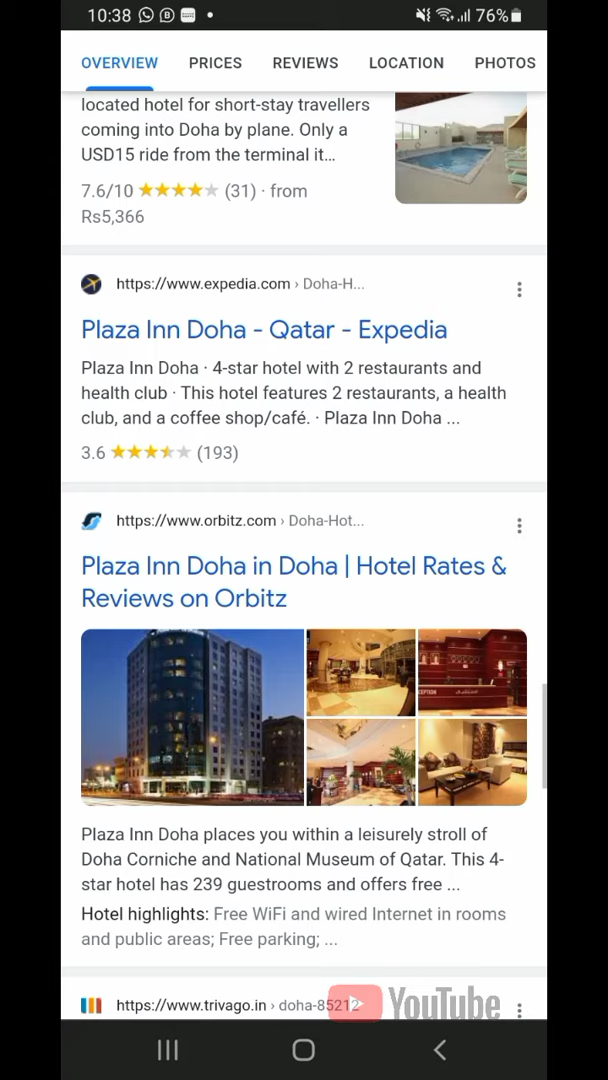 10:38
76%
OVERVIEW PRICES REVIEWS LOCATION PHOTOS
located hotel for short-stay travellers
coming into Doha by plane. Only a
USD15 ride from the terminal it...
7.6/10 (31) · from
Rs5,366
https://www.expedia.com › Doha-H...
Plaza Inn Doha - Qatar - Expedia
Plaza Inn Doha · 4-star hotel with 2 restaurants and
health club · This hotel features 2 restaurants, a health
club, and a coffee shop/café. · Plaza Inn Doha ...
3.6 (193)
https://www.orbitz.com › Doha-Hot...
Plaza Inn Doha in Doha | Hotel Rates &
Reviews on Orbitz
Plaza Inn Doha places you within a leisurely stroll of
Doha Corniche and National Museum of Qatar. This 4-
star hotel has 239 guestrooms and offers free ...
Hotel highlights: Free WiFi and wired Internet in rooms
and public areas; Free parking; ...
https://www.trivago.in › doha-85212
YouTube